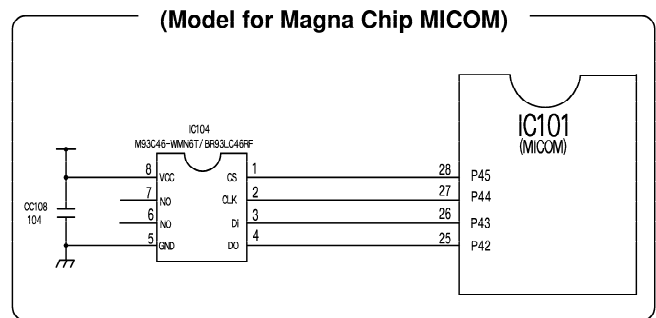 (Model for Magna Chip MICOM)
IC104
M93C46-WMN6T/BR93LC46RF
IC101
(MICOM)
8 VCC CS 1 28 P45
7 NO CLK 2 27 P44
CC108
104
6 NO Di 3 26 P43
5 GND DO 4 25 P42